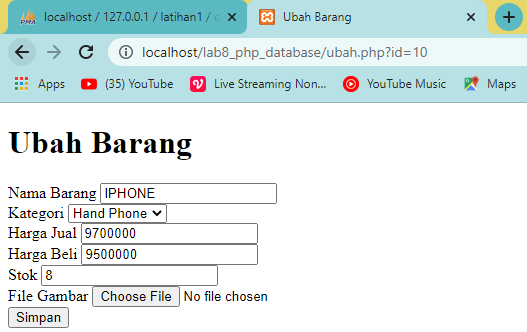 localhost / 127.0.0.1 / latihan1 /
Ubah Barang
localhost/lab8_php_database/ubah.php?id=10
Apps
(35) YouTube
Live Streaming Non...
YouTube Music
Maps
Ubah Barang
Nama Barang IPHONE
Kategori Hand Phone
Harga Jual 9700000
Harga Beli 9500000
Stok 8
File Gambar Choose File No file chosen
Simpan